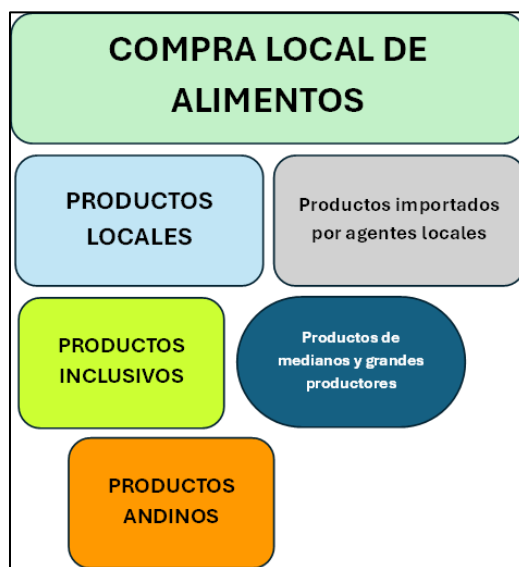 COMPRA LOCAL DE
ALIMENTOS
PRODUCTOS
LOCALES
Productos importados
por agentes locales
PRODUCTOS
INCLUSIVOS
Productos de
medianos y grandes
productores
PRODUCTOS
ANDINOS